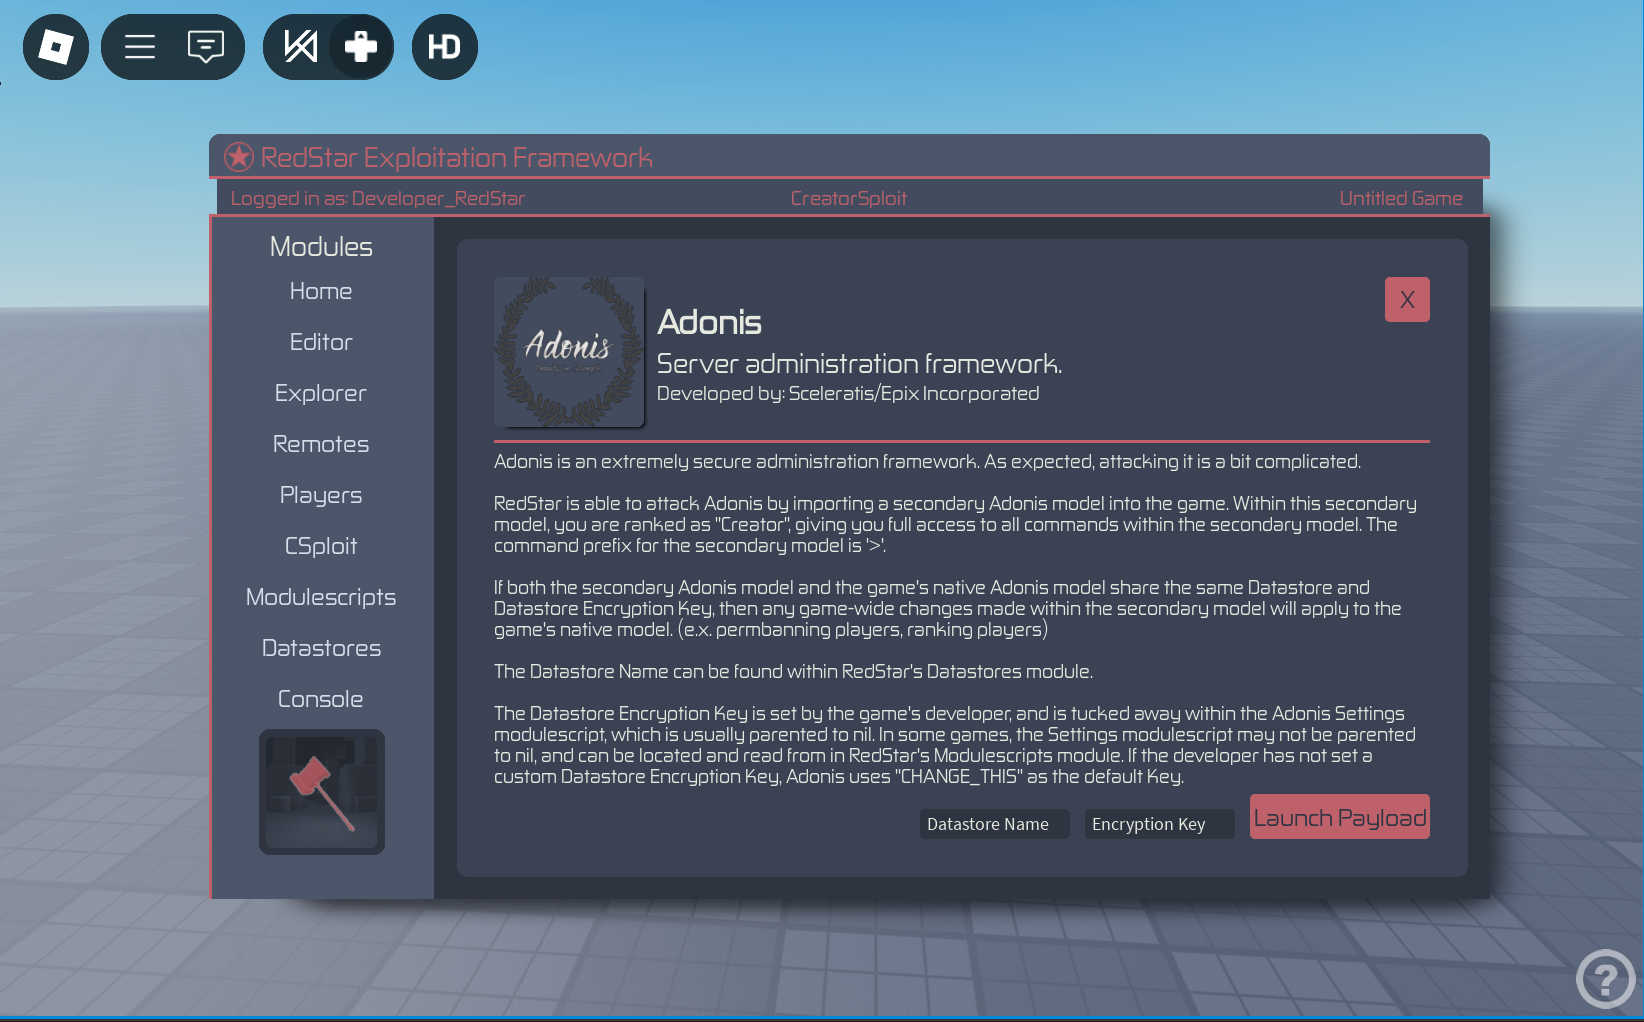 HD
RedStar Exploitation Framework
Logged in as: Developer_RedStar
CreatorSploit
Untitled Game
Modules
Home
Editor
Explorer
Remotes
Players
CSploit
Modulescripts
Datastores
Console
Adonis
X
Adonis
Server administration framework.
Developed by: Sceleratis/Epix Incorporated
Adonis is an extremely secure administration framework. As expected, attacking it is a bit complicated.
RedStar is able to attack Adonis by importing a secondary Adonis model into the game. Within this secondary
model, you are ranked as "Creator", giving you full access to all commands within the secondary model. The
command prefix for the secondary model is '>'.
If both the secondary Adonis model and the game's native Adonis model share the same Datastore and
Datastore Encryption Key, then any game-wide changes made within the secondary model will apply to the
game's native model. (e.x. permbanning players, ranking players)
The Datastore Name can be found within RedStar's Datastores module.
The Datastore Encryption Key is set by the game's developer, and is tucked away within the Adonis Settings
modulescript, which is usually parented to nil. In some games, the Settings modulescript may not be parented
to nil, and can be located and read from in RedStar's Modulescripts module. If the developer has not set a
custom Datastore Encryption Key, Adonis uses "CHANGE_THIS" as the default Key.
Datastore Name
Encryption Key
Launch Payload
?